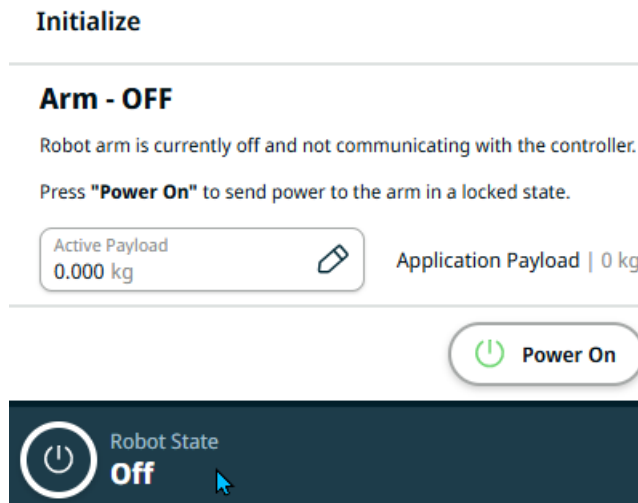 Initialize
Arm - OFF
Robot arm is currently off and not communicating with the controller.
Press "Power On" to send power to the arm in a locked state.
Active Payload
0.000 kg
Application Payload | 0 kg
Power On
Robot State
Off